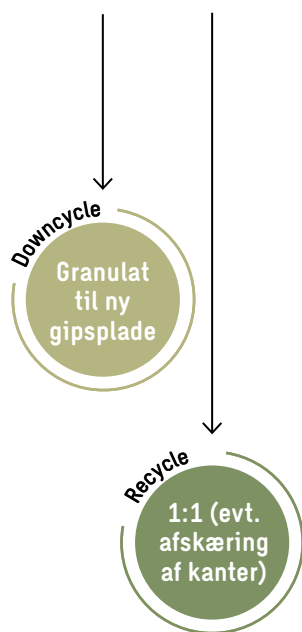 Downcycle
Granulat
til ny
gipsplade
Recycle
1:1 (evt.
afskæring
af kanter)